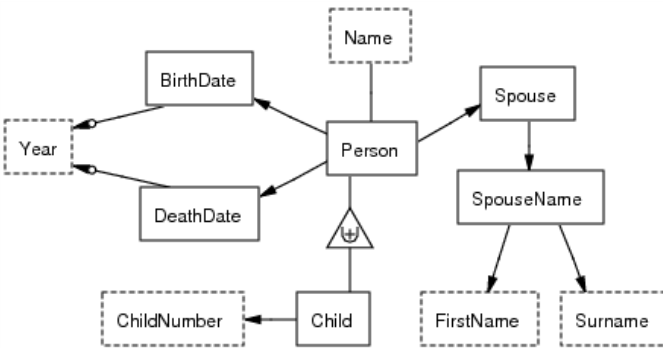 Name
BirthDate
Spouse
Year
Person
DeathDate
SpouseName
ChildNumber
Child
FirstName
Surname